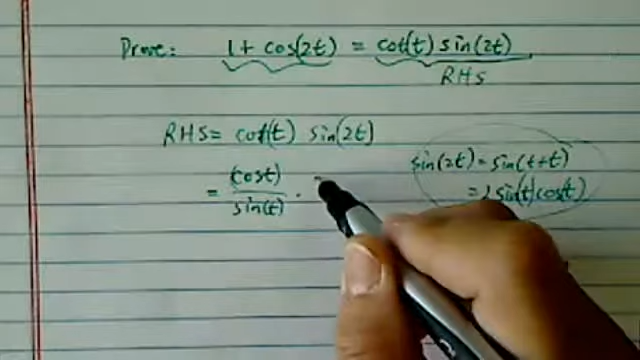 Prove: 1 + cos(2t) = cot(t) sin(2t)
RHS
RHS = cot(t) sin(2t)
= (cost) / sin(t) ·
sin(2t) = sin(t+t)
= 2 sin(t) cos(t)